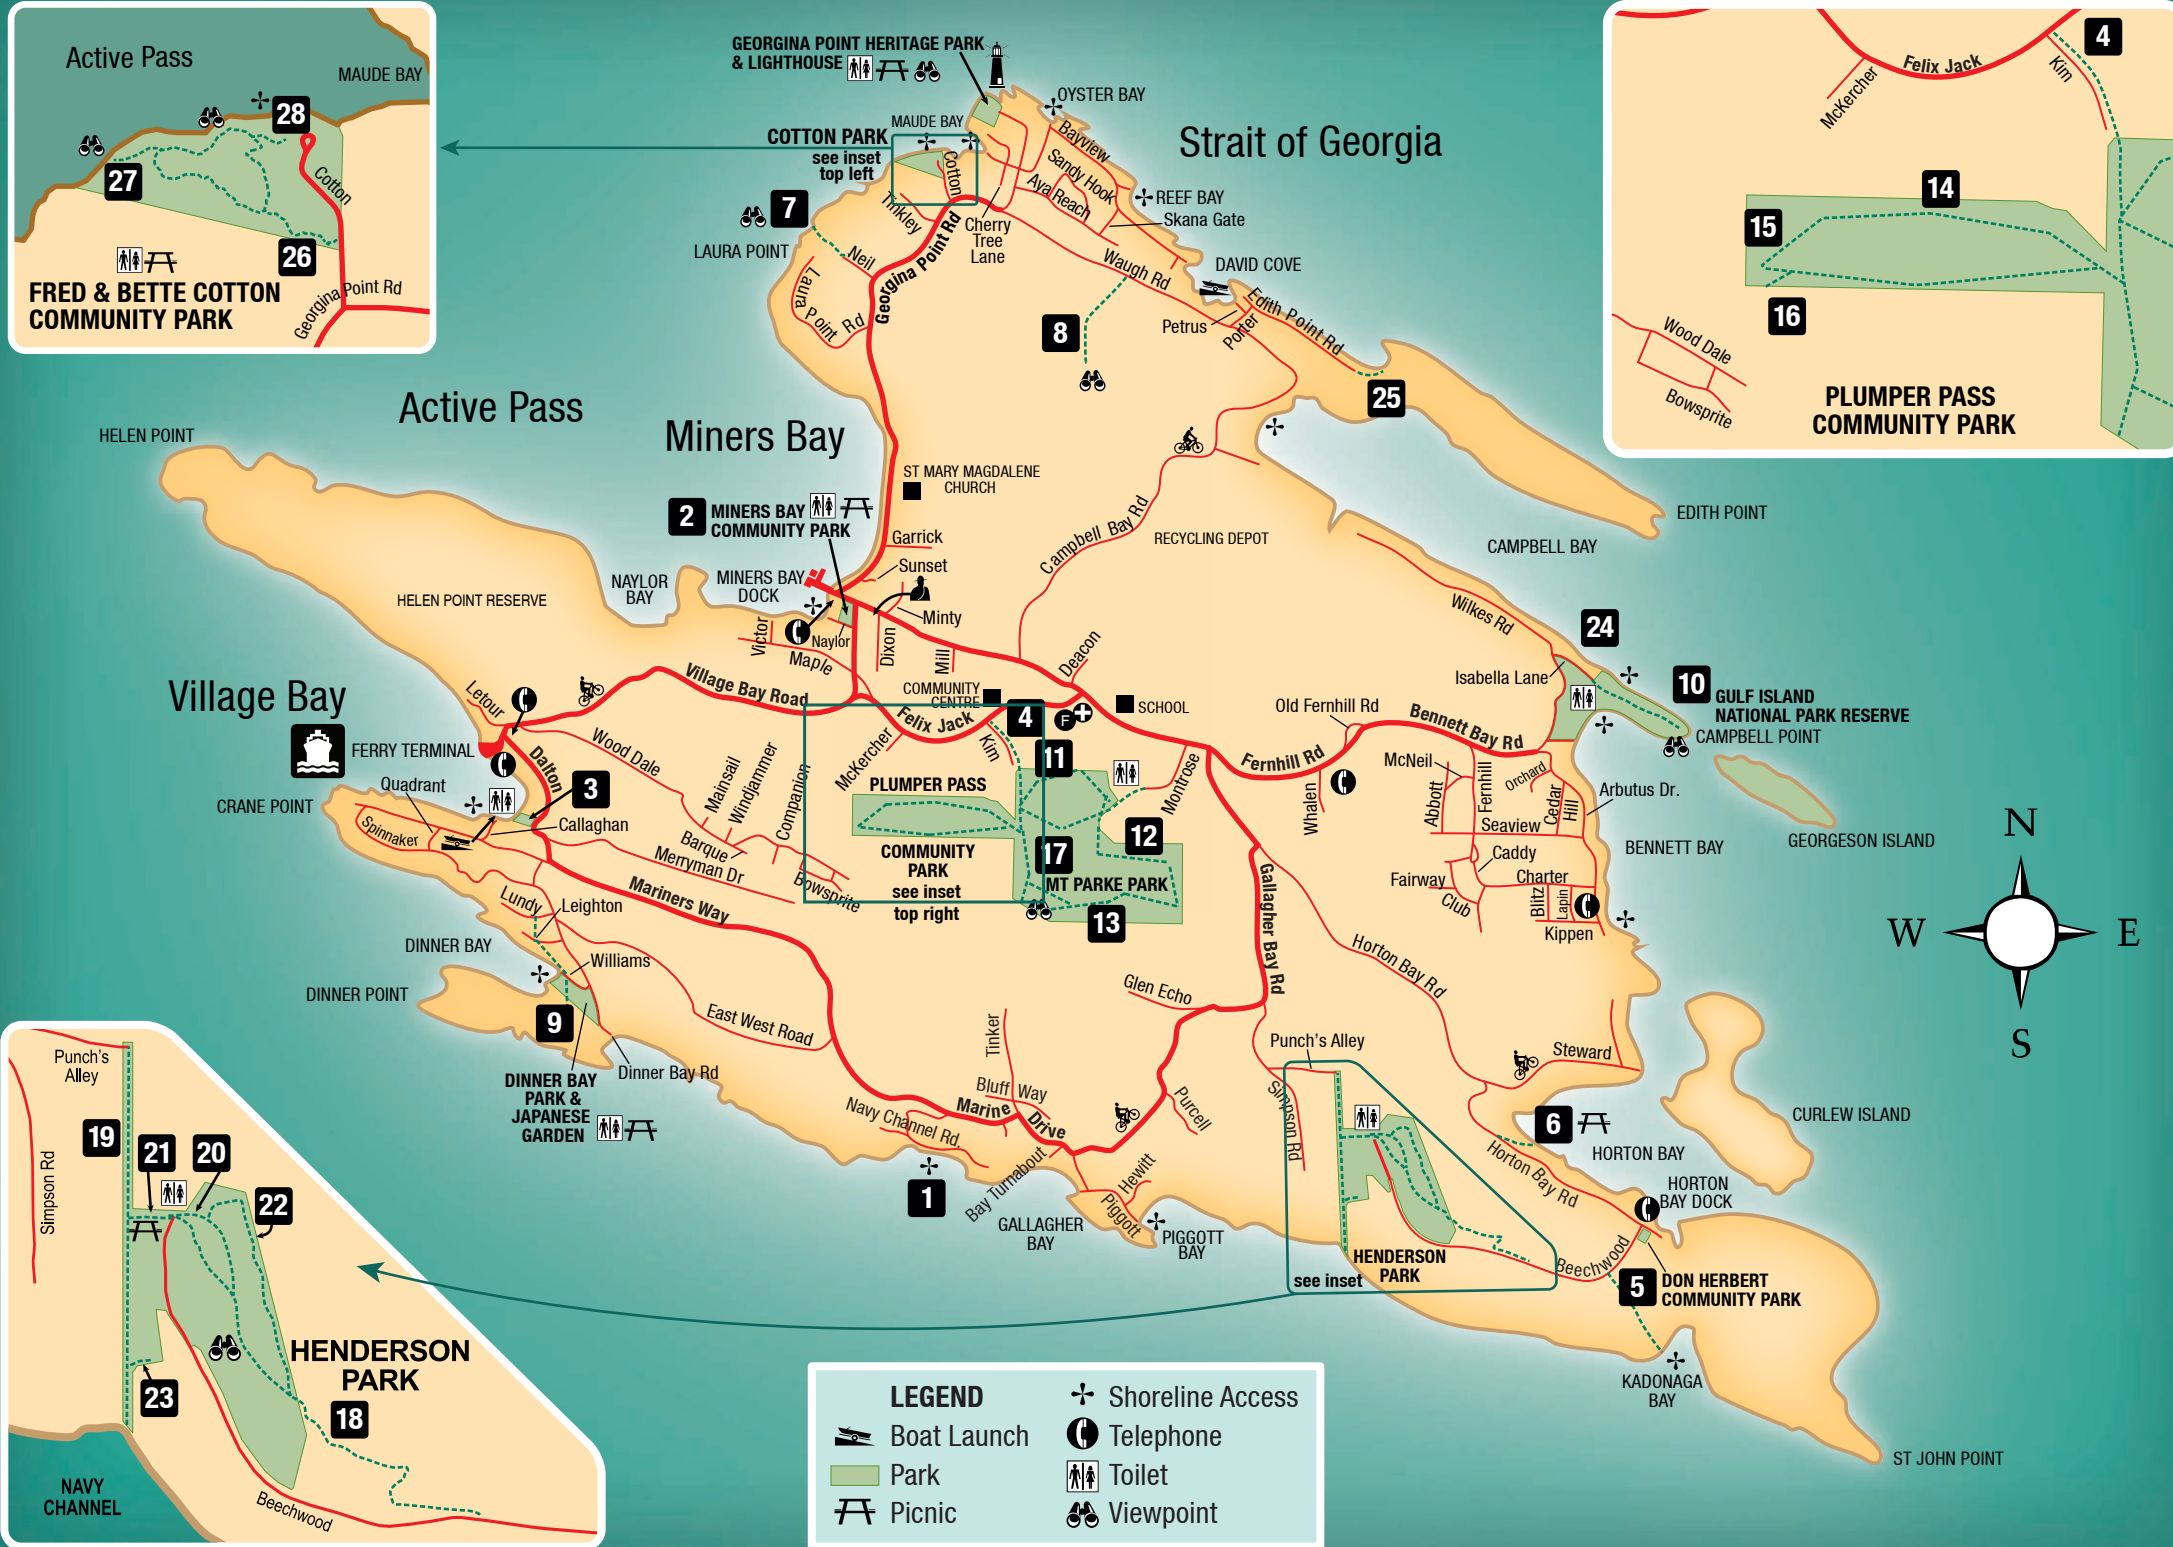 Active Pass
MAUDE BAY
28
27
26
Cotton
FRED & BETTE COTTON
COMMUNITY PARK
Georgina Point Rd
GEORGINA POINT HERITAGE PARK
& LIGHTHOUSE
OYSTER BAY
MAUDE BAY
COTTON PARK
see inset
top left
Cotton
Bayview
Sandy Hook
Aya Reach
Strait of Georgia
REEF BAY
Skana Gate
7
Tinkley
LAURA POINT
Neil
Laura
Point
Rd
Georgina Point Rd
Cherry
Tree
Lane
Waugh Rd
DAVID COVE
Edith Point Rd
Petrus
Porter
8
25
4
Felix Jack
McKercher
Kim
14
15
16
Wood Dale
Bowsprite
PLUMPER PASS
COMMUNITY PARK
Active Pass
Miners Bay
HELEN POINT
ST MARY MAGDALENE
CHURCH
2
MINERS BAY
COMMUNITY PARK
Garrick
Sunset
Minty
Campbell Bay Rd
RECYCLING DEPOT
EDITH POINT
CAMPBELL BAY
HELEN POINT RESERVE
NAYLOR
BAY
MINERS BAY
DOCK
Victor
Naylor
Maple
Dixon
Mill
Deacon
Wilkes Rd
24
Isabella Lane
10
GULF ISLAND
NATIONAL PARK RESERVE
CAMPBELL POINT
Village Bay
FERRY TERMINAL
Letour
Village Bay Road
COMMUNITY
CENTRE
Felix Jack
4
F
SCHOOL
Old Fernhill Rd
Bennett Bay Rd
Fernhill Rd
CRANE POINT
Quadrant
Spinnaker
Dalton
3
Callaghan
Wood Dale
Mainsail
Windjammer
Companion
Barque
Merryman Dr
Bowsprite
McKercher
Kim
11
PLUMPER PASS
COMMUNITY
PARK
see inset
top right
12
17
MT PARKE PARK
13
Montrose
Whalen
McNeil
Abbott
Fernhill
Orchard
Cedar
Hill
Arbutus Dr.
Seaview
Caddy
Fairway
Club
Charter
Blitz
Lapin
Kippen
BENNETT BAY
GEORGESON ISLAND
N
W
E
S
Mariners Way
Lundy
Leighton
DINNER BAY
Williams
DINNER POINT
9
East West Road
Dinner Bay Rd
DINNER BAY
PARK &
JAPANESE
GARDEN
Gallagher Bay Rd
Horton Bay Rd
Glen Echo
Tinker
Bluff Way
Marine
Drive
Navy Channel Rd.
1
Bay Turnabout
Purcell
Hewitt
Piggott
GALLAGHER
BAY
PIGGOTT
BAY
Punch's Alley
Simpson Rd
Steward
6
HORTON BAY
CURLEW ISLAND
HORTON
BAY DOCK
Horton Bay Rd
HENDERSON
PARK
see inset
Beechwood
5
DON HERBERT
COMMUNITY PARK
KADONAGA
BAY
ST JOHN POINT
Punch's
Alley
19
21
20
22
Simpson Rd
HENDERSON
PARK
18
23
NAVY
CHANNEL
Beechwood
LEGEND
Boat Launch
Park
Picnic
Shoreline Access
Telephone
Toilet
Viewpoint